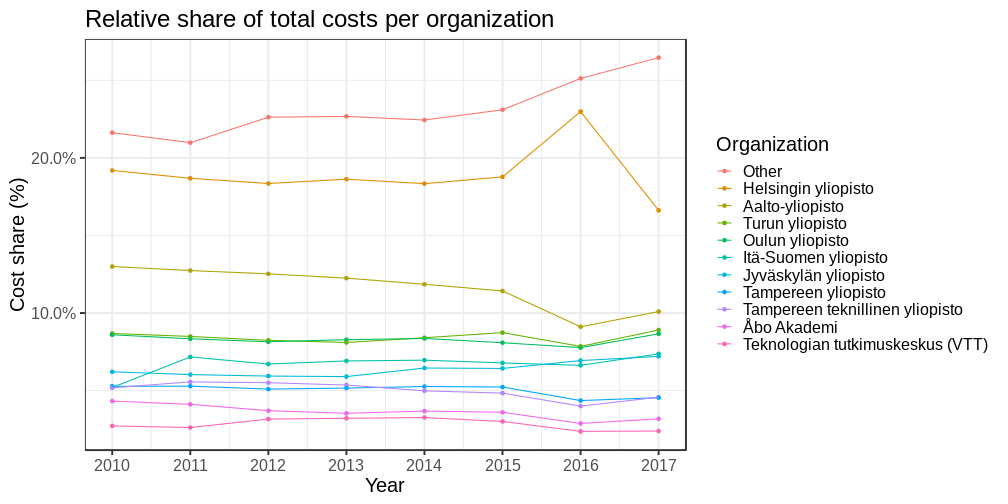 Relative share of total costs per organization
Cost share (%)
20.0%
10.0%
2010 2011 2012 2013 2014 2015 2016 2017
Year
Organization
Other
Helsingin yliopisto
Aalto-yliopisto
Turun yliopisto
Oulun yliopisto
Itä-Suomen yliopisto
Jyväskylän yliopisto
Tampereen yliopisto
Tampereen teknillinen yliopisto
Åbo Akademi
Teknologian tutkimuskeskus (VTT)